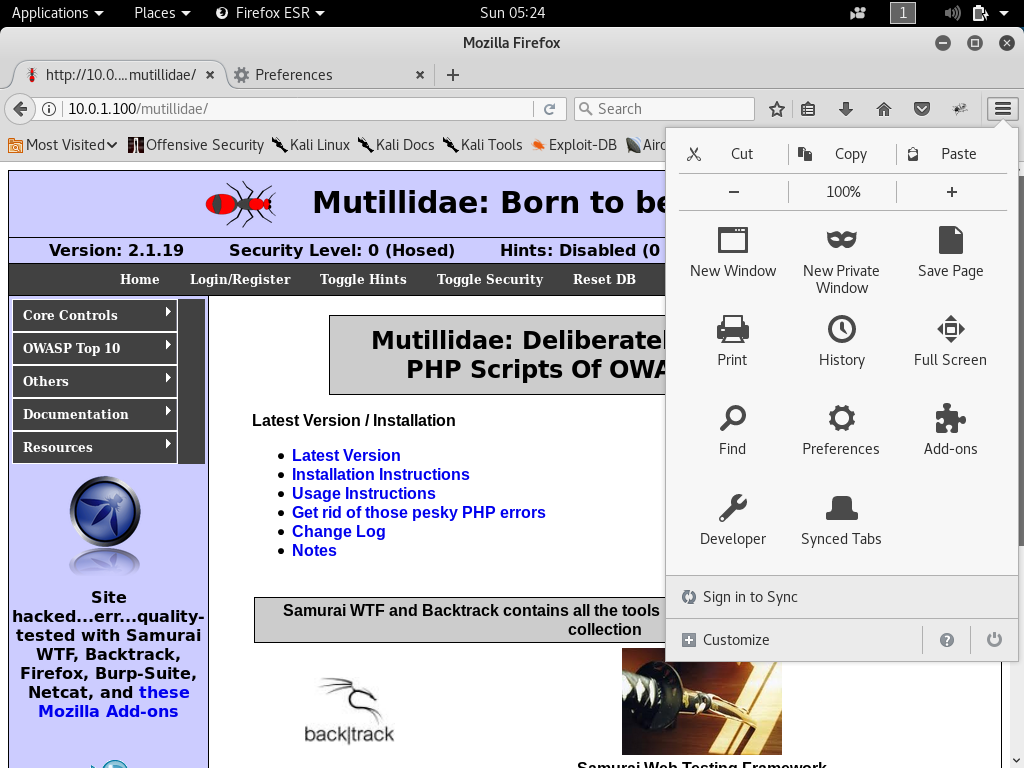 Applications Places Firefox ESR Sun 05:24 1
Mozilla Firefox
http://10.0....mutillidae/ Preferences
10.0.1.100/mutillidae/ Search
Most Visited Offensive Security Kali Linux Kali Docs Kali Tools Exploit-DB Airc
Cut Copy Paste
100%
New Window New Private Window Save Page
Print History Full Screen
Find Preferences Add-ons
Developer Synced Tabs
Sign in to Sync
Customize
Mutillidae: Born to be
Version: 2.1.19 Security Level: 0 (Hosed) Hints: Disabled (0
Home Login/Register Toggle Hints Toggle Security Reset DB
Core Controls
OWASP Top 10
Others
Documentation
Resources
Site
hacked...err...quality-
tested with Samurai
WTF, Backtrack,
Firefox, Burp-Suite,
Netcat, and these
Mozilla Add-ons
Mutillidae: Deliberatel
PHP Scripts Of OWA
Latest Version / Installation
Latest Version
Installation Instructions
Usage Instructions
Get rid of those pesky PHP errors
Change Log
Notes
Samurai WTF and Backtrack contains all the tools
collection
back|track
Samurai Web Testing Framework